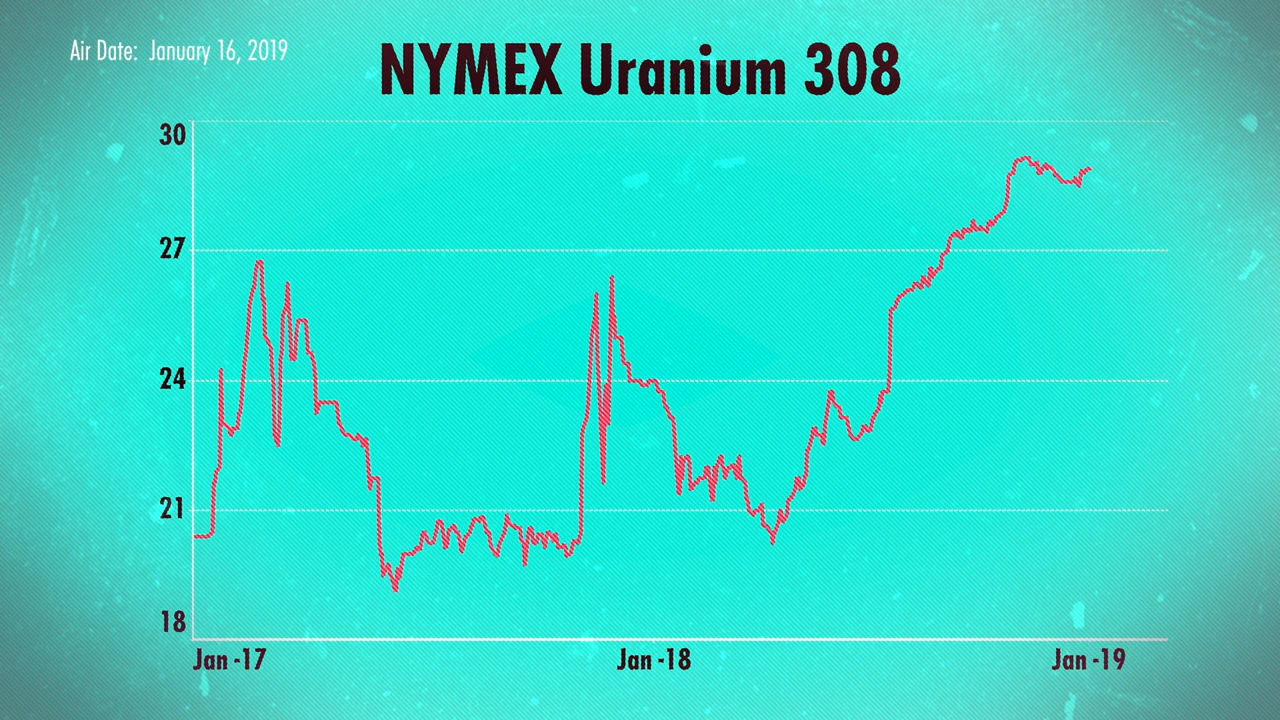 Air Date: January 16, 2019
NYMEX Uranium 308
30
27
24
21
18
Jan -17
Jan -18
Jan -19